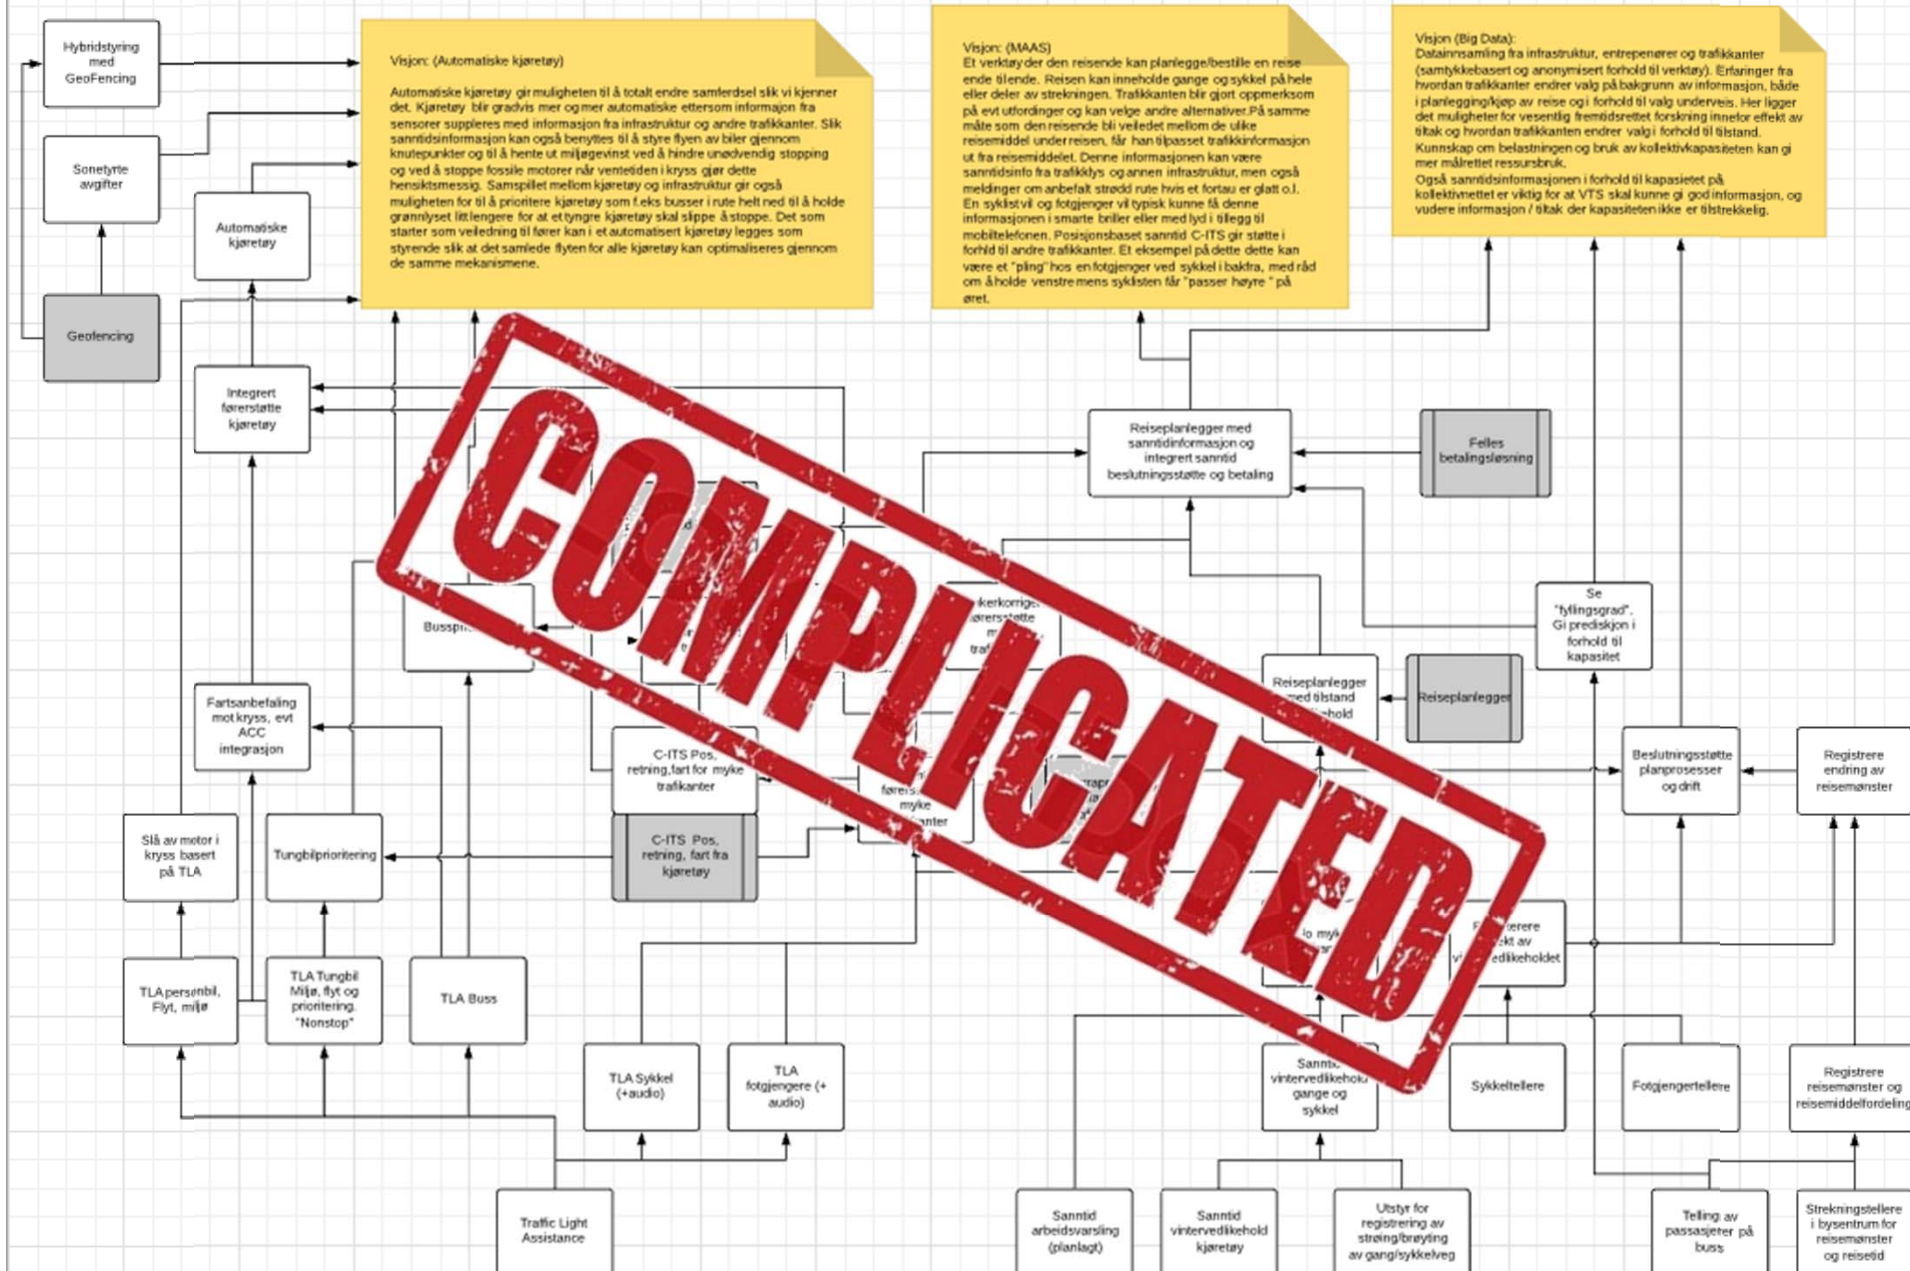 Hybridstyring
med
GeoFencing
Sonetyrte
avgifter
Geofencing
Automatiske
kjøretøy
Integrert
førerstøtte
kjøretøy
Visjon: (Automatiske kjøretøy)
Automatiske kjøretøy gir muligheten til å totalt endre samferdsel slik vi kjenner
det. Kjøretøy blir gradvis mer og mer automatiske ettersom informajon fra
sensorer suppleres med informasjon fra infrastruktur og andre trafikkanter. Slik
sanntidsinformasjon kan også benyttes til å styre flyen av biler gjennom
knutepunkter og til å hente ut miljøgevinst ved å hindre unødvendig stopping
og ved å stoppe fossile motorer når ventetiden i kryss gjør dette
hensiktsmessig. Samspillet mellom kjøretøy og infrastruktur gir også
muligheten for til å prioritere kjøretøy som f.eks busser i rute helt ned til å holde
grønnlyset litt lengere for at et tyngre kjøretøy skal slippe å stoppe. Det som
starter som veiledning til fører kan i et automatisert kjøretøy legges som
styrende slik at det samlede flyten for alle kjøretøy kan optimaliseres gjennom
de samme mekanismene.
Visjon: (MAAS)
Et verktøy der den reisende kan planlegge/bestille en reise
ende til ende. Reisen kan inneholde gange og sykkel på hele
eller deler av strekningen. Trafikkanten blir gjort oppmerksom
på evt utfordinger og kan velge andre alternativer.På samme
måte som den reisende bli veiledet mellom de ulike
reisemiddel under reisen, får han tilpasset trafikkinformasjon
ut fra reisemiddelet. Denne informasjonen kan være
sanntidsinfo fra trafikklys og annen infrastruktur, men også
meldinger om anbefalt strødd rute hvis et fortau er glatt o.l.
En syklist vil og fotgjenger vil typisk kunne få denne
informasjonen i smarte briller eller med lyd i tillegg til
mobiltelefonen. Posisjonsbaset sanntid C-ITS gir støtte i
forhld til andre trafikkanter. Et eksempel på dette dette kan
være et "pling" hos en fotgjenger ved sykkel i bakfra, med råd
om å holde venstre mens syklisten får "passer høyre " på
øret.
Visjon (Big Data):
Datainnsamling fra infrastruktur, entrepenører og trafikkanter
(samtykkebasert og anonymisert forhold til verktøy). Erfaringer fra
hvordan trafikkanter endrer valg på bakgrunn av informasjon, både
i planlegging/kjøp av reise og i forhold til valg underveis. Her ligger
det muligheter for vesentlig fremtidsrettet forskning innefor effekt av
tiltak og hvordan trafikkanten endrer valg i forhold til tilstand.
Kunnskap om belastningen og bruk av kollektivkapasiteten kan gi
mer målrettet ressursbruk.
Også sanntidsinformasjonen i forhold til kapasietet på
kollektivnettet er viktig for at VTS skal kunne gi god informasjon, og
vudere informasjon / tiltak der kapasiteten ikke er tilstrekkelig.
COMPLICATED
Reiseplanlegger med
sanntidinformasjon og
integrert sanntid
beslutningsstøtte og betaling
Felles
betalingsløsning
Se
"fyllingsgrad".
Gi prediskjon i
forhold til
kapasitet
Reiseplanlegger
med tilstand
Reiseplanlegger
Fartsanbefaling
mot kryss, evt
ACC
integrasjon
C-ITS Pos,
retning,fart for myke
trafikanter
myke
Beslutningsstøtte
planprosesser
og drift
Registrere
endring av
reisemønster
Slå av motor i
kryss basert
på TLA
Tungbilprioritering
C-ITS Pos,
retning, fart fra
kjøretøy
TLA personbil,
Flyt, miljø
TLA Tungbil
Miljø, flyt og
prioritering.
"Nonstop"
TLA Buss
TLA Sykkel
(+audio)
TLA
fotgjengere (+
audio)
Sanntid
vintervedlikehold
gange og
sykkel
Sykkeltellere
Fotgjengertellere
Registrere
reisemønster og
reisemiddelfordeling
Traffic Light
Assistance
Sanntid
arbeidsvarsling
(planlagt)
Sanntid
vintervedlikehold
kjøretøy
Utstyr for
registrering av
strøing/brøyting
av gang/sykkelveg
Telling av
passasjerer på
buss
Strekningstellere
i bysentrum for
reisemønster
og reisetid